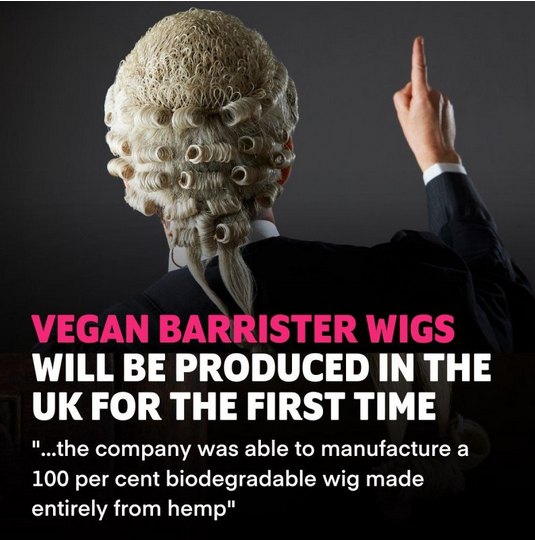 VEGAN BARRISTER WIGS
WILL BE PRODUCED IN THE
UK FOR THE FIRST TIME
"...the company was able to manufacture a
100 per cent biodegradable wig made
entirely from hemp"